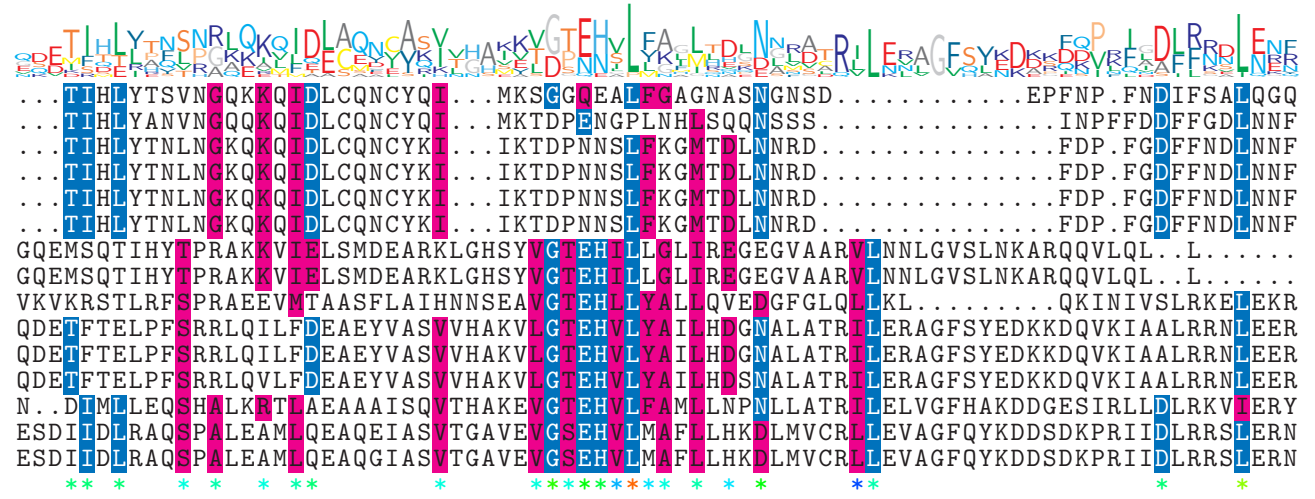 ...TIHLYTSVNGQKKQIDLCQNCYQI...MKSGGQEALFGAGNASNGNSD............EPFNP.FNDIFSALQGQ
...TIHLYANVNGQQKQIDLCQNCYQI...MKTDPENGPLNHLSQQNSSS...............INPFFDDFFGDLNNF
...TIHLYTNLNGKQKQIDLCQNCYKI...IKTDPNNSLFKGMTDLNNRD...............FDP.FGDFFNDLNNF
...TIHLYTNLNGKQKQIDLCQNCYKI...IKTDPNNSLFKGMTDLNNRD...............FDP.FGDFFNDLNNF
...TIHLYTNLNGKQKQIDLCQNCYKI...IKTDPNNSLFKGMTDLNNRD...............FDP.FGDFFNDLNNF
...TIHLYTNLNGKQKQIDLCQNCYKI...IKTDPNNSLFKGMTDLNNRD...............FDP.FGDFFNDLNNF
GQEMSQTIHYTPRAKKVIELSMDEARKLGHSYVGTEHILLGLIREGEGVAARVLNNLGVSLNKARQQVLQL..L......
GQEMSQTIHYTPRAKKVIELSMDEARKLGHSYVGTEHILLGLIREGEGVAARVLNNLGVSLNKARQQVLQL..L......
VKVKRSTLRFSPRAEEVMTAASFLAIHNNSEAVGTEHLLYALLQVEDGFGLQLLKL.........QKINIVSLRKELEKR
QDETFTELPFSRRLQILFDEAEYVASVVHAKVLGTEHVLYAILHDGNALATRILERAGFSYEDKKDQVKIAALRRNLEER
QDETFTELPFSRRLQILFDEAEYVASVVHAKVLGTEHVLYAILHDGNALATRILERAGFSYEDKKDQVKIAALRRNLEER
QDETFTELPFSRRLQVLFDEAEYVASVVHAKVLGTEHVLYAILHDSNALATRILERAGFSYEDKKDQVKIAALRRNLEER
N..DIMLLEQSHALKRTLAEAAAISQVTHAKEVGTEHVLFAMLLNPNLLATRILELVGFHAKDDGESIRLLDLRKVIERY
ESDIIDLRAQSPALEAMLQEAQEIASVTGAVEVGSEHVLMAFLLHKDLMVCRLLEVAGFQYKDDSDKPRIIDLRRSLERN
ESDIIDLRAQSPALEAMLQEAQGIASVTGAVEVGSEHVLMAFLLHKDLMVCRLLEVAGFQYKDDSDKPRIIDLRRSLERN